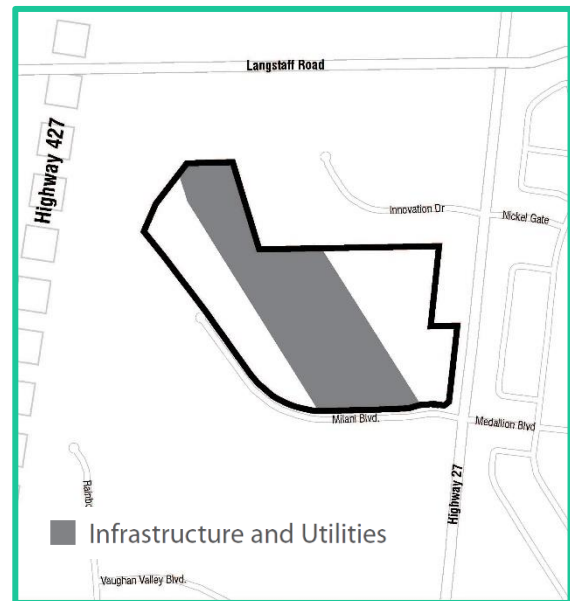 Langstaff Road
Highway 427
Innovation Dr
Nickel Gate
Milani Blvd.
Medallion Blvd
Highway 27
Rainbo
Infrastructure and Utilities
Vaughan Valley Blvd.